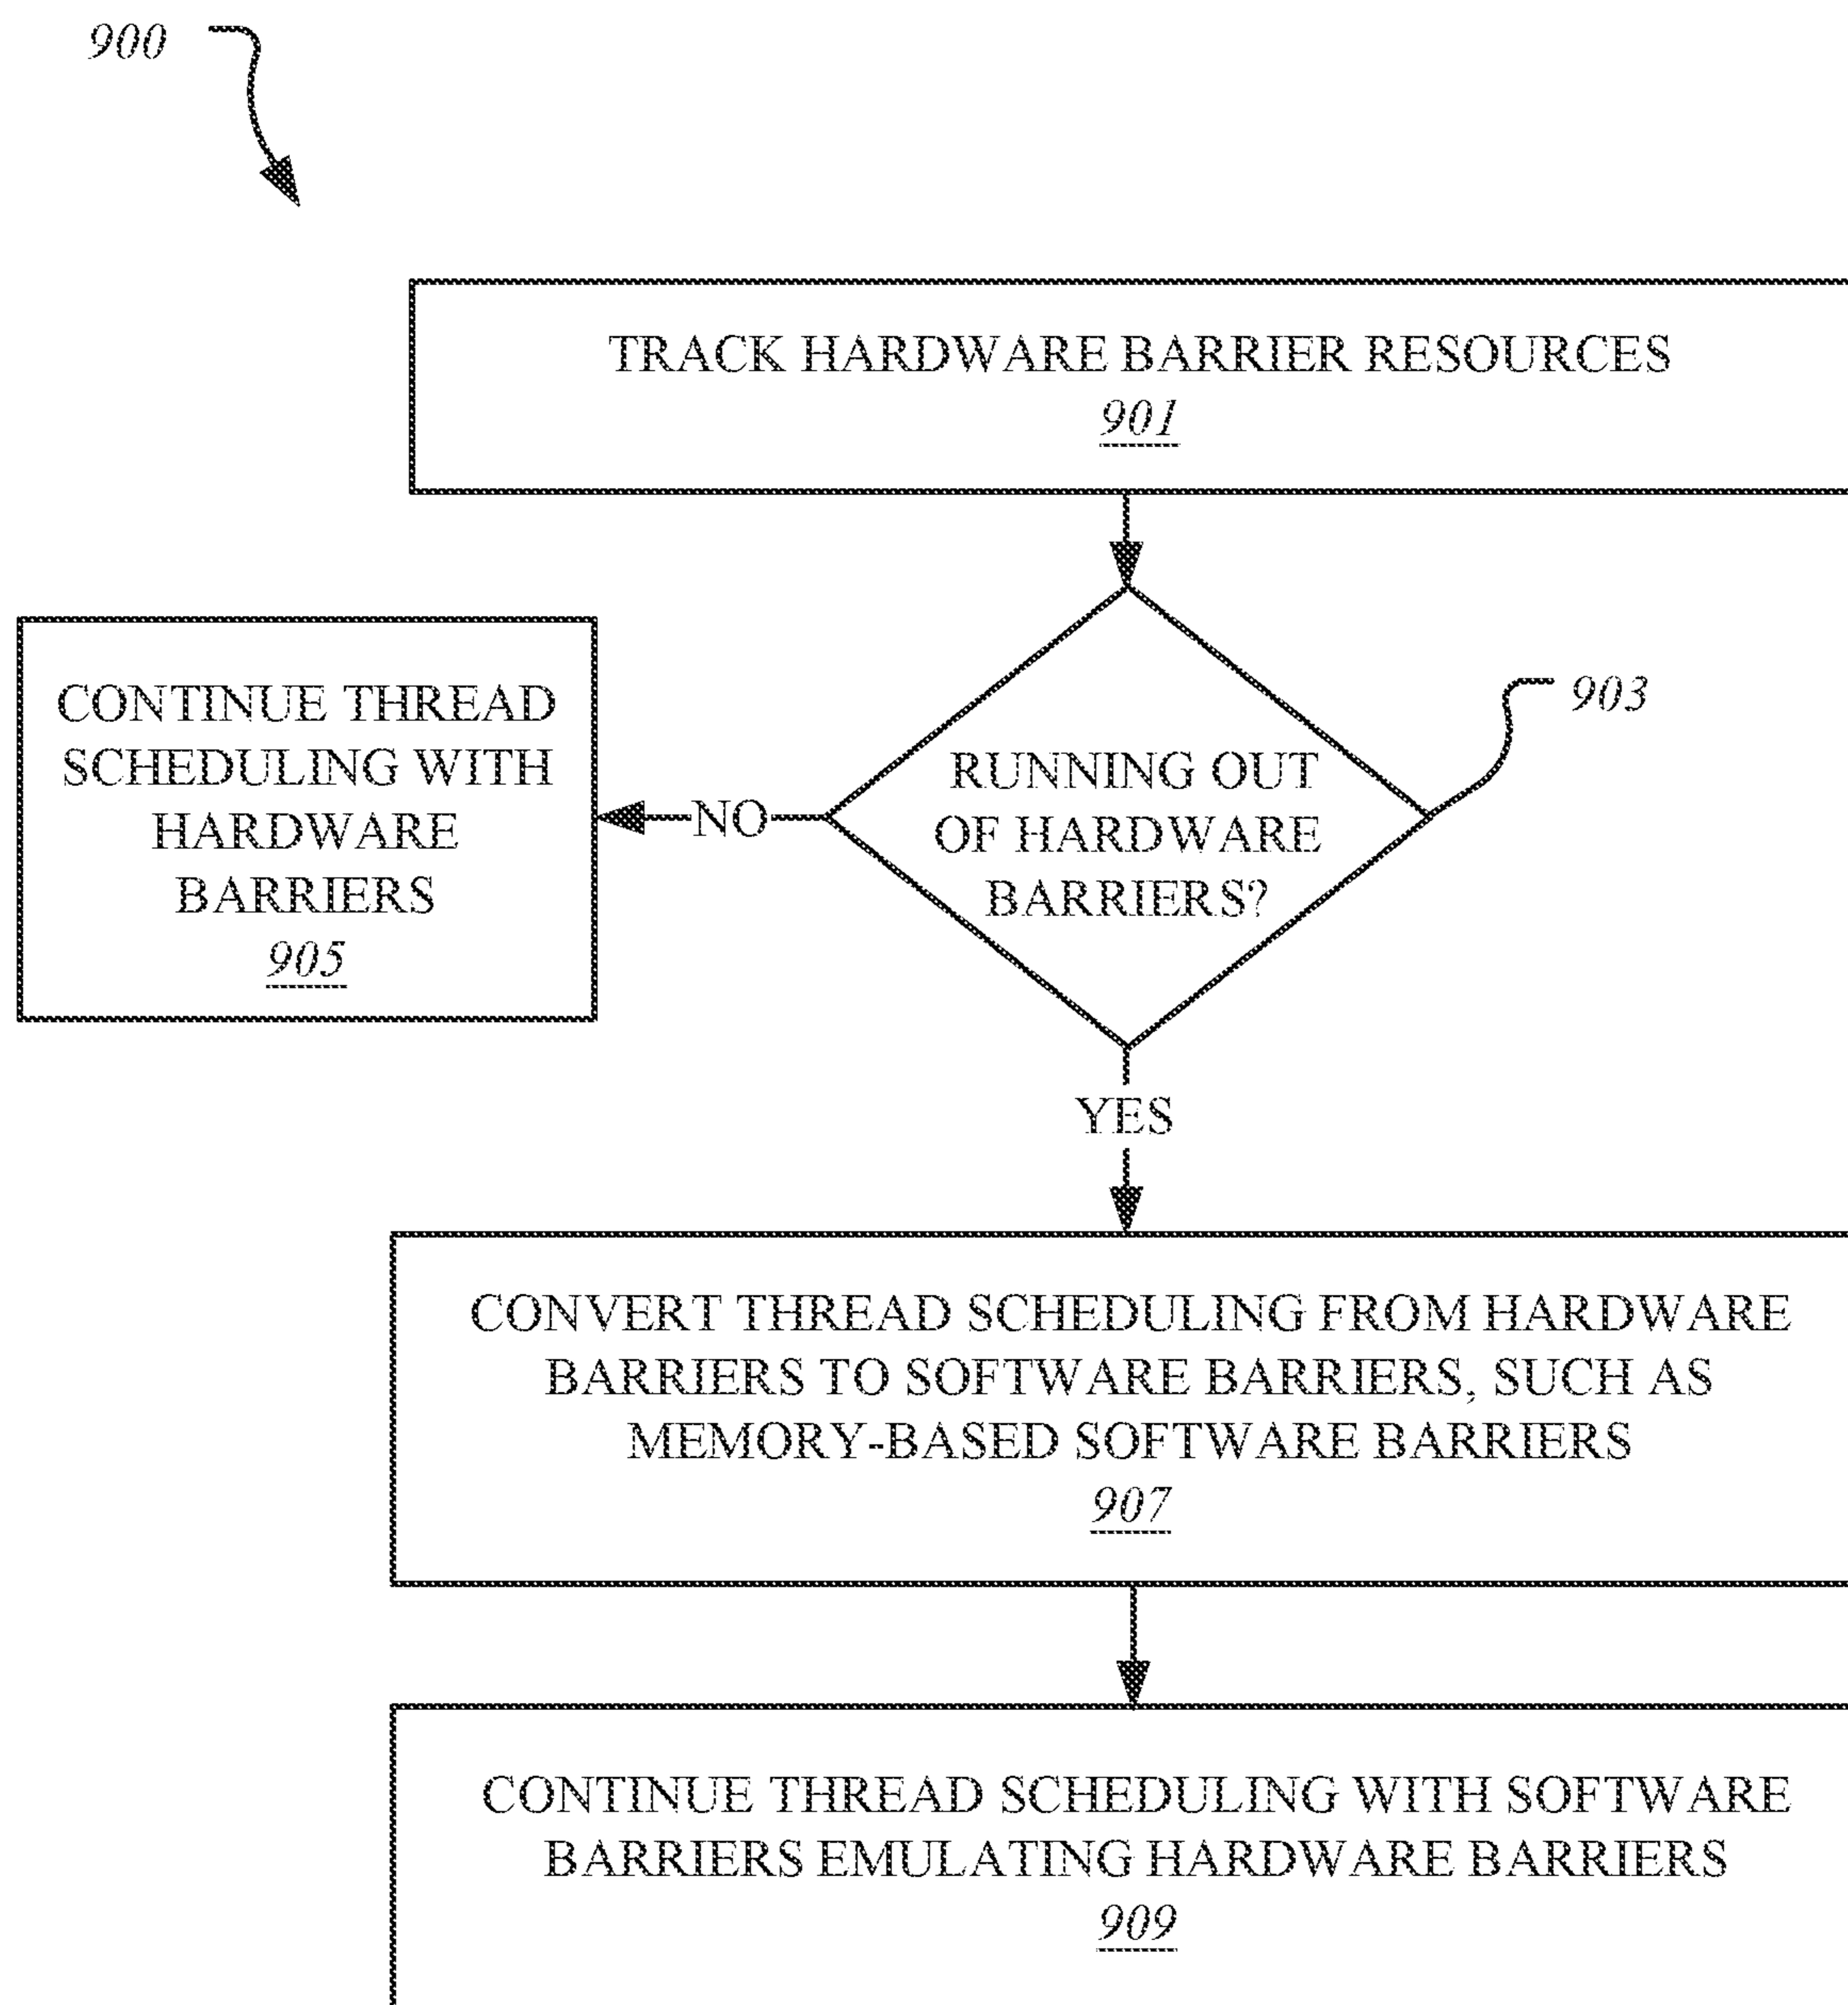 900
TRACK HARDWARE BARRIER RESOURCES
901
CONTINUE THREAD
SCHEDULING WITH
HARDWARE
BARRIERS
905
NO
RUNNING OUT
OF HARDWARE
BARRIERS?
903
YES
CONVERT THREAD SCHEDULING FROM HARDWARE
BARRIERS TO SOFTWARE BARRIERS, SUCH AS
MEMORY-BASED SOFTWARE BARRIERS
907
CONTINUE THREAD SCHEDULING WITH SOFTWARE
BARRIERS EMULATING HARDWARE BARRIERS
909